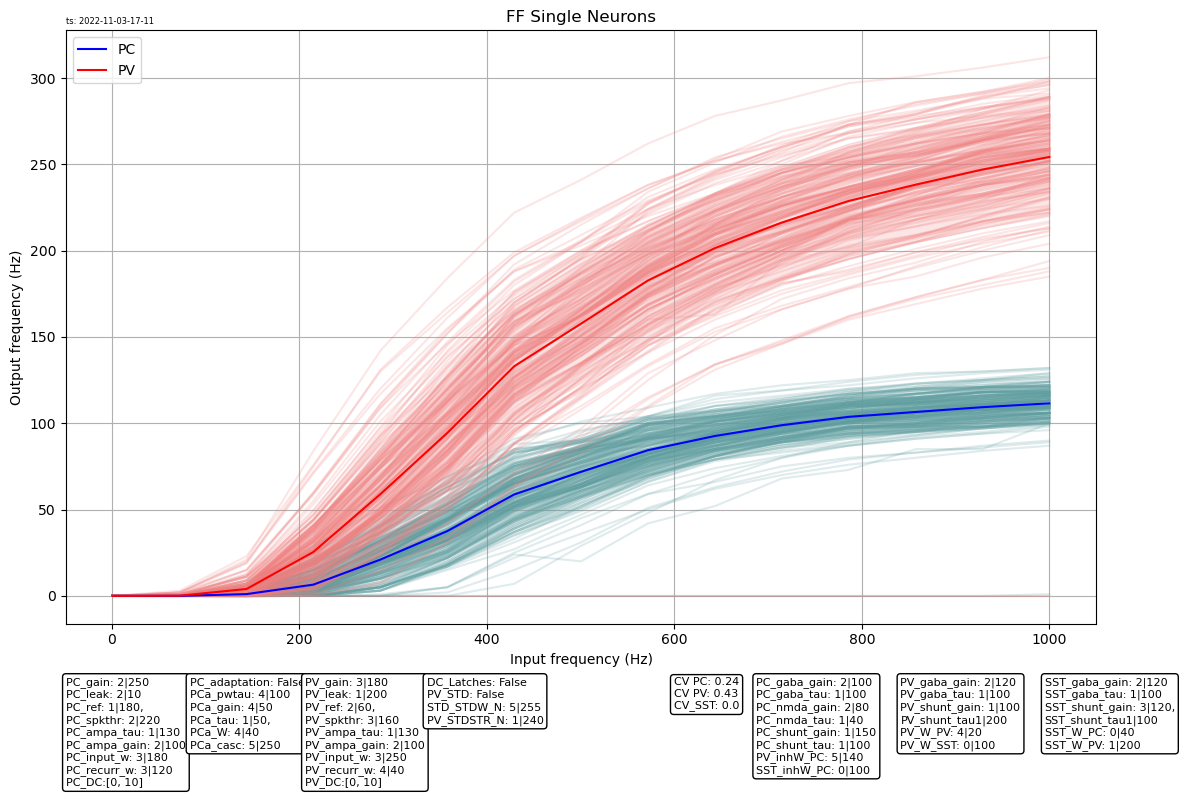 ts: 2022-11-03-17-11
FF Single Neurons
PC
PV
Output frequency (Hz)
300
250
200
150
100
50
0
0 200 400 600 800 1000
Input frequency (Hz)
PC_gain: 2|250
PC_leak: 2|10
PC_ref: 1|180,
PC_spkthr: 2|220
PC_ampa_tau: 1|130
PC_ampa_gain: 2|100
PC_input_w: 3|180
PC_recurr_w: 3|120
PC_DC:[0, 10]
PC_adaptation: False
PCa_pwtau: 4|100
PCa_gain: 4|50
PCa_tau: 1|50,
PCa_W: 4|40
PCa_casc: 5|250
PV_gain: 3|180
PV_leak: 1|200
PV_ref: 2|60,
PV_spkthr: 3|160
PV_ampa_tau: 1|130
PV_ampa_gain: 2|100
PV_input_w: 3|250
PV_recurr_w: 4|40
PV_DC:[0, 10]
DC_Latches: False
PV_STD: False
STD_STDW_N: 5|255
PV_STDSTR_N: 1|240
CV PC: 0.24
CV PV: 0.43
CV_SST: 0.0
PC_gaba_gain: 2|100
PC_gaba_tau: 1|100
PC_nmda_gain: 2|80
PC_nmda_tau: 1|40
PC_shunt_gain: 1|150
PC_shunt_tau: 1|100
PV_inhW_PC: 5|140
SST_inhW_PC: 0|100
PV_gaba_gain: 2|120
PV_gaba_tau: 1|100
PV_shunt_gain: 1|100
PV_shunt_tau1|200
PV_W_PV: 4|20
PV_W_SST: 0|100
SST_gaba_gain: 2|120
SST_gaba_tau: 1|100
SST_shunt_gain: 3|120,
SST_shunt_tau1|100
SST_W_PC: 0|40
SST_W_PV: 1|200